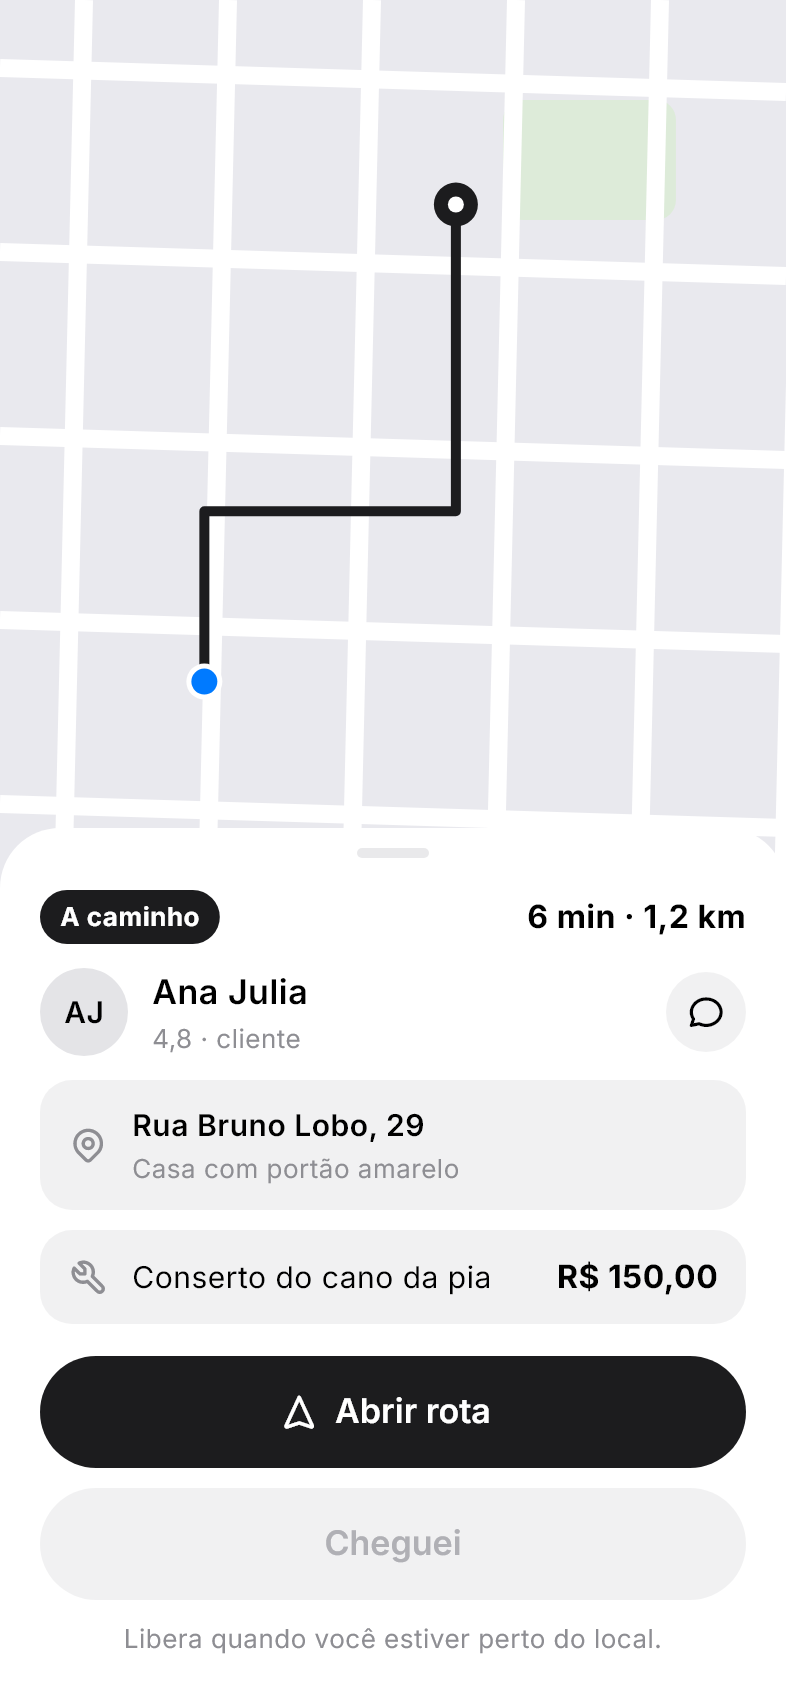 A caminho
6 min · 1,2 km
AJ
Ana Julia
4,8 · cliente
Rua Bruno Lobo, 29
Casa com portão amarelo
Conserto do cano da pia
R$ 150,00
Abrir rota
Cheguei
Libera quando você estiver perto do local.